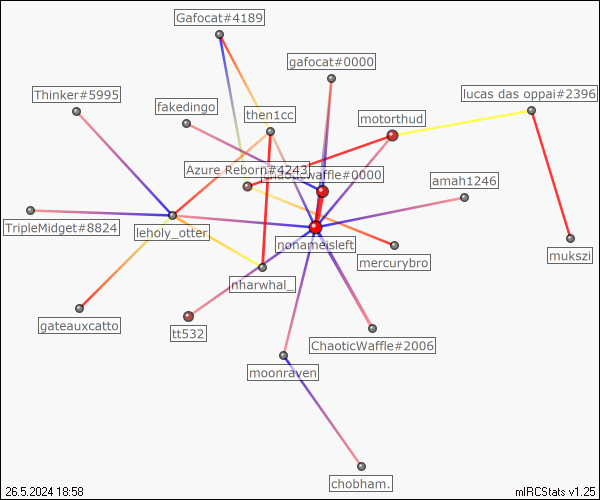 Gafocat#4189
gafocat#0000
Thinker#5995
lucas das oppai#2396
fakedingo
then1cc
motorthud
Azure Reborn#4243
chaoticwaffle#0000
amah1246
TripleMidget#8824
leholy_otter
nonameisleft
mercurybro
mukszi
nharwhal_
gateauxcatto
tt532
ChaoticWaffle#2006
moonraven
chobham.
26.5.2024 18:58
mIRCStats v1.25